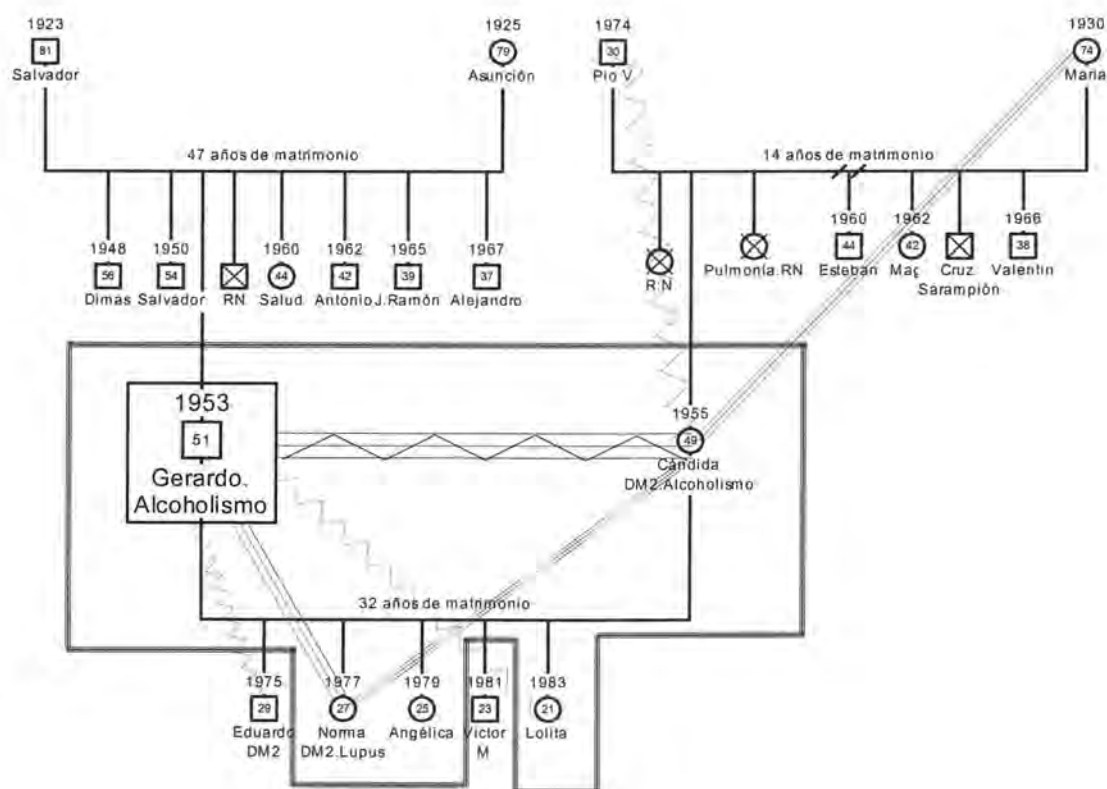 1923
81
Salvador
1925
79
Asunción
1974
30
Pio V
1930
74
Maria
47 años de matrimonio
14 años de matrimonio
1948
56
Dimas
1950
54
Salvador
RN
1960
44
Salud
1962
42
Antonio J.
1965
39
Ramón
1967
37
Alejandro
R.N
Pulmonía.RN
1960
44
Esteban
1962
42
Mag
Cruz.
Sarampión
1966
38
Valentin
1953
51
Gerardo.
Alcoholismo
1955
49
Cándida
DM2.Alcoholismo
32 años de matrimonio
1975
29
Eduardo
DM2
1977
27
Norma
DM2.Lupus
1979
25
Angélica
1981
23
Victor
M
1983
21
Lolita